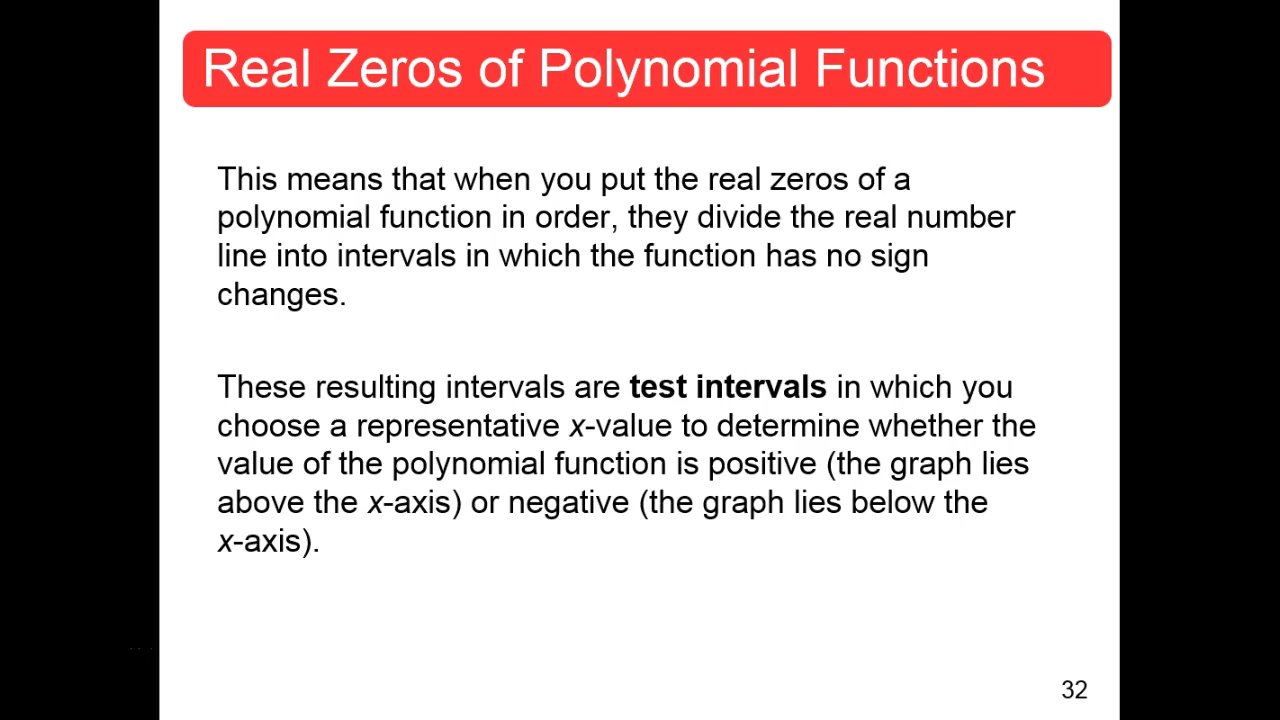 Real Zeros of Polynomial Functions
This means that when you put the real zeros of a
polynomial function in order, they divide the real number
line into intervals in which the function has no sign
changes.
These resulting intervals are test intervals in which you
choose a representative x-value to determine whether the
value of the polynomial function is positive (the graph lies
above the x-axis) or negative (the graph lies below the
x-axis).
32